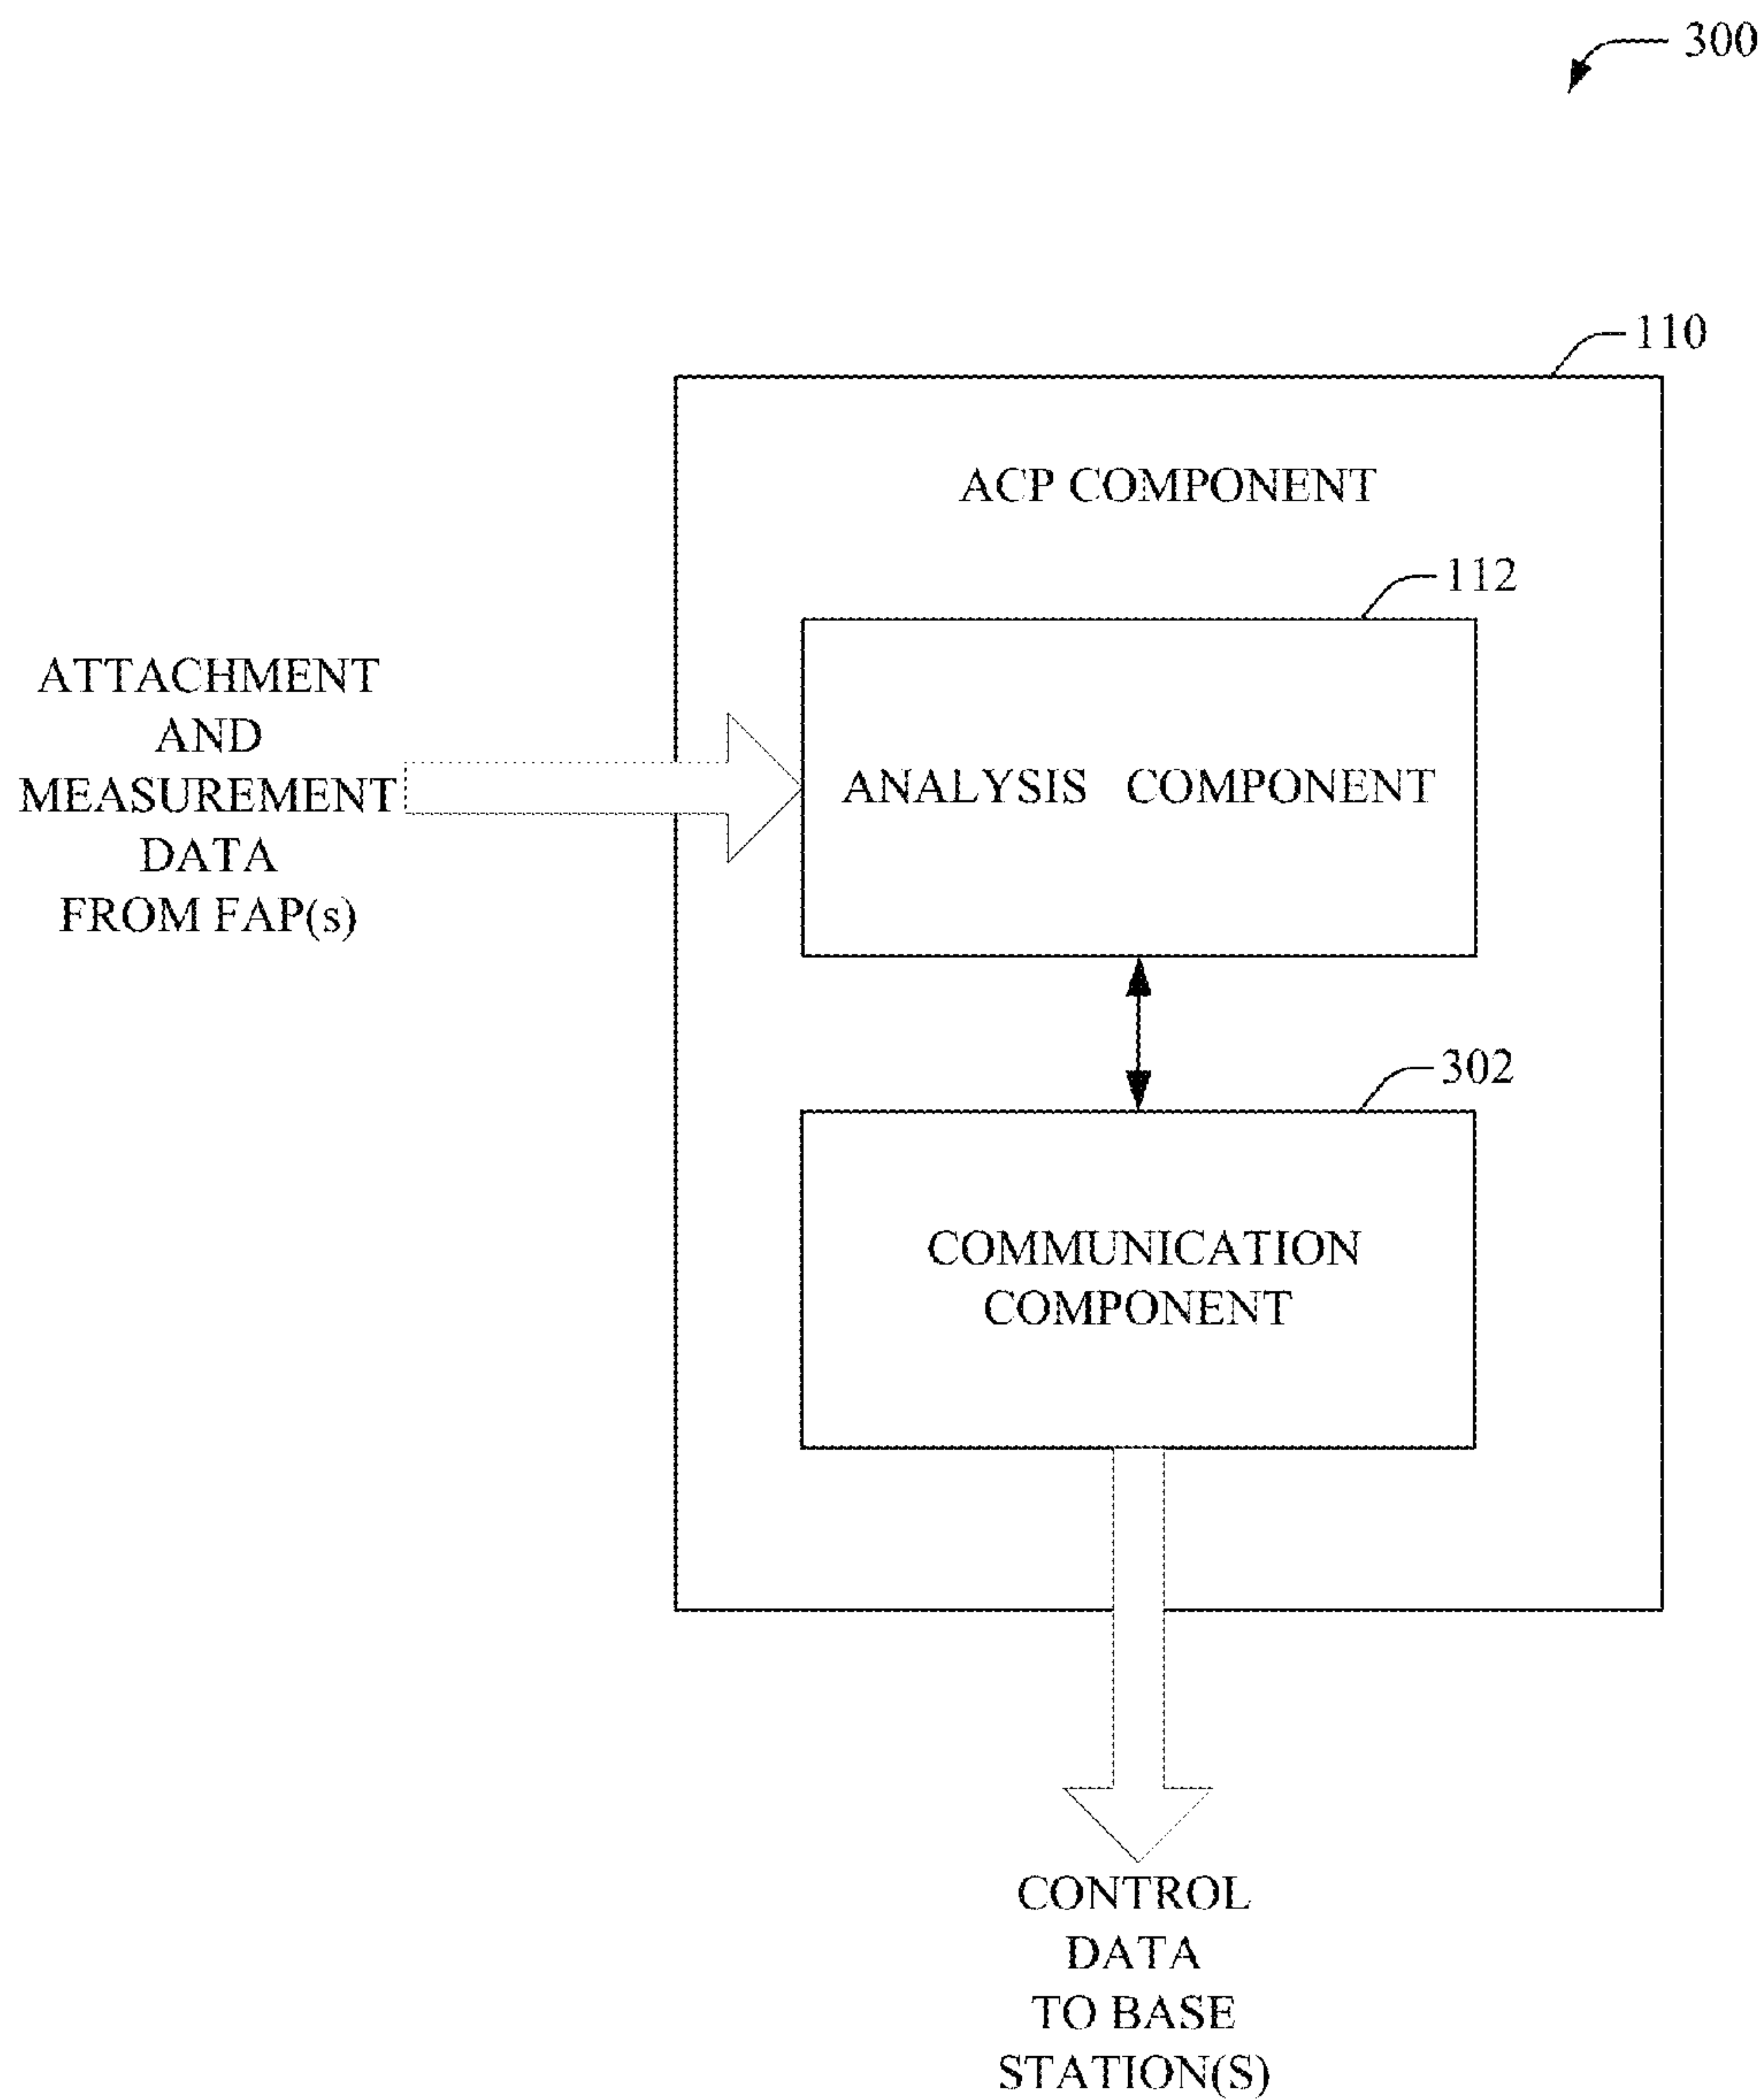 300
110
ACP COMPONENT
112
ATTACHMENT
AND
MEASUREMENT
DATA
FROM FAP(s)
ANALYSIS COMPONENT
302
COMMUNICATION
COMPONENT
CONTROL
DATA
TO BASE
STATION(S)